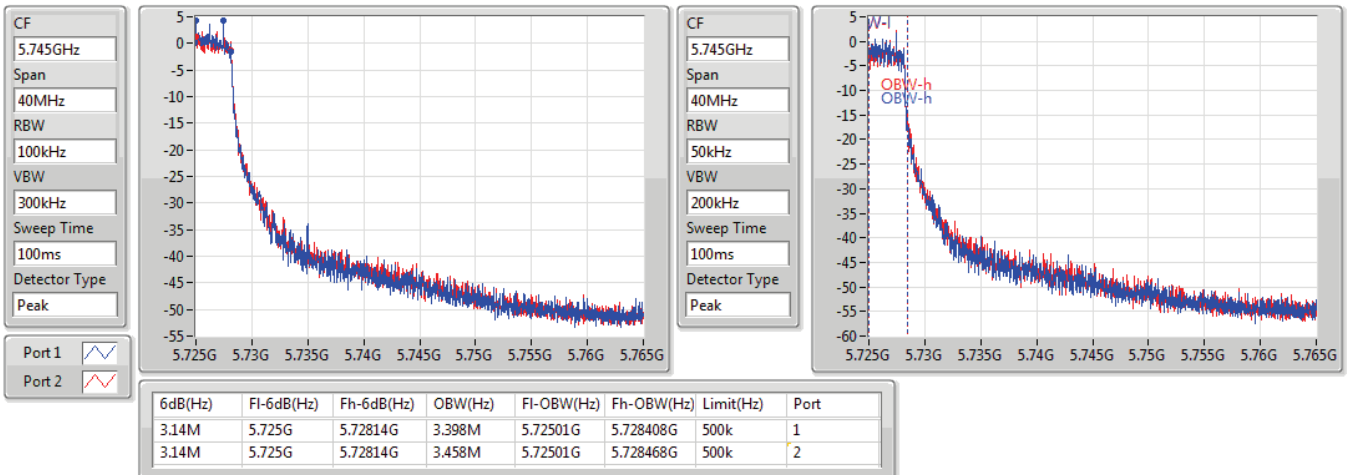 CF
5.745GHz
Span
40MHz
RBW
100kHz
VBW
300kHz
Sweep Time
100ms
Detector Type
Peak
Port 1
Port 2
5
0
-5
-10
-15
-20
-25
-30
-35
-40
-45
-50
-55
5.725G 5.73G 5.735G 5.74G 5.745G 5.75G 5.755G 5.76G 5.765G
CF
5.745GHz
Span
40MHz
RBW
50kHz
VBW
200kHz
Sweep Time
100ms
Detector Type
Peak
5
0
-5
-10
-15
-20
-25
-30
-35
-40
-45
-50
-55
-60
OBW-h
OBW-h
5.725G 5.73G 5.735G 5.74G 5.745G 5.75G 5.755G 5.76G 5.765G
6dB(Hz) Fl-6dB(Hz) Fh-6dB(Hz) OBW(Hz) Fl-OBW(Hz) Fh-OBW(Hz) Limit(Hz) Port
3.14M 5.725G 5.72814G 3.398M 5.72501G 5.728408G 500k 1
3.14M 5.725G 5.72814G 3.458M 5.72501G 5.728468G 500k 2